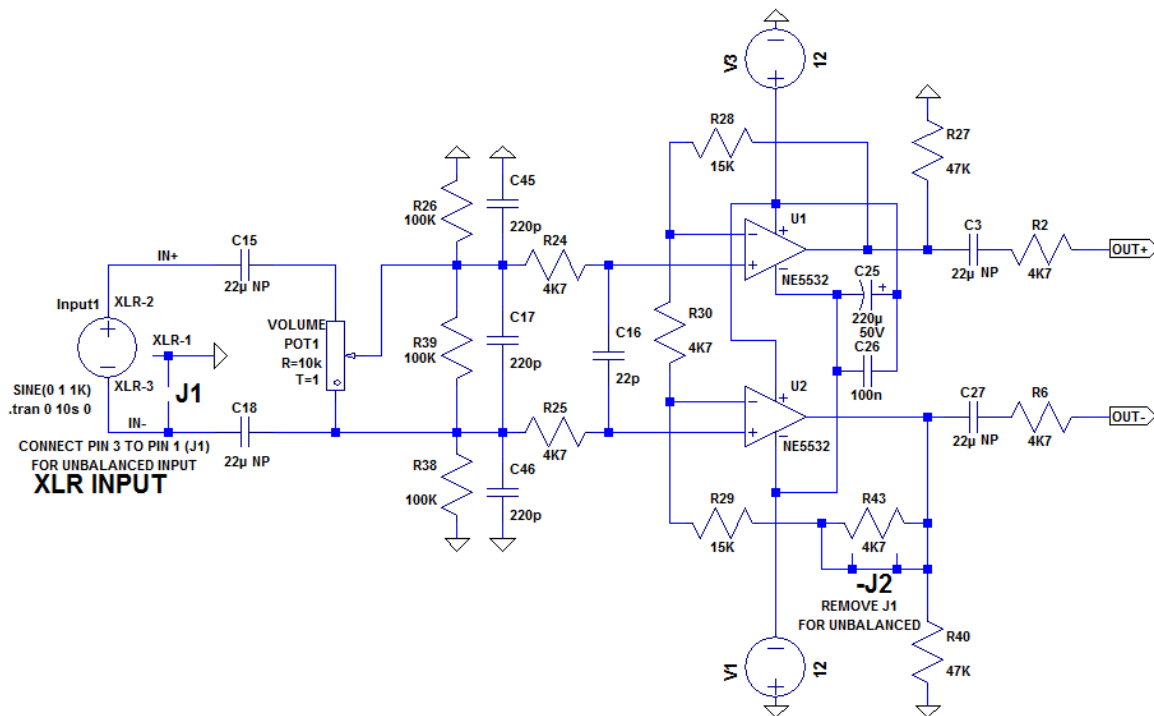 V3
12
R28
15K
R27
47K
C45
220p
R26
100K
U1
NE5532
C3
22µ NP
R2
4K7
OUT+
C15
22µ NP
IN+
R24
4K7
C25
+
220µ
50V
C26
100n
Input1
XLR-2
XLR-1
XLR-3
VOLUME
POT1
R=10k
T=1
R39
100K
C17
220p
C16
22p
R30
4K7
SINE(0 1 1K)
.tran 0 10s 0
J1
IN-
C18
22µ NP
R25
4K7
U2
NE5532
C27
22µ NP
R6
4K7
OUT-
CONNECT PIN 3 TO PIN 1 (J1)
FOR UNBALANCED INPUT
XLR INPUT
R38
100K
C46
220p
R29
15K
R43
4K7
-J2
REMOVE J1
FOR UNBALANCED
R40
47K
V1
12